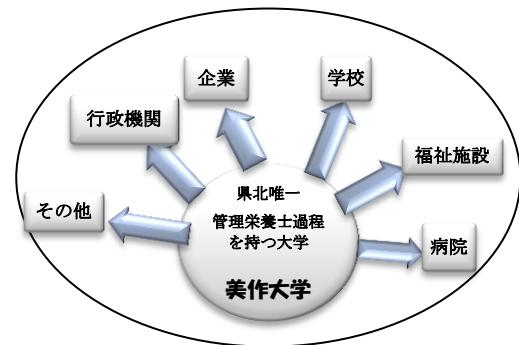 企業
学校
行政機関
福祉施設
その他
県北唯一
管理栄養士過程
を持つ大学
病院
美作大学